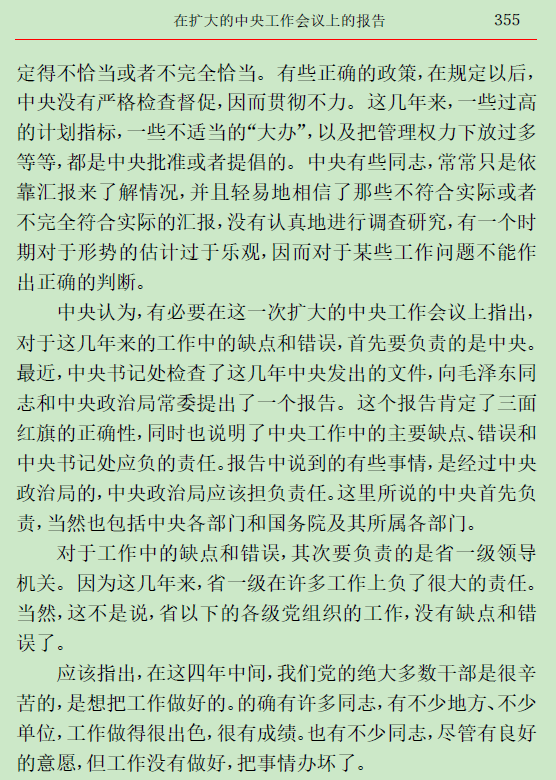 在扩大的中央工作会议上的报告 355
定得不恰当或者不完全恰当。有些正确的政策,在规定以后,
中央没有严格检查督促,因而贯彻不力。这几年来,一些过高
的计划指标,一些不适当的“大办”,以及把管理权力下放过多
等等,都是中央批准或者提倡的。中央有些同志,常常只是依
靠汇报来了解情况,并且轻易地相信了那些不符合实际或者
不完全符合实际的汇报,没有认真地进行调查研究,有一个时
期对于形势的估计过于乐观,因而对于某些工作问题不能作
出正确的判断。
中央认为,有必要在这一次扩大的中央工作会议上指出,
对于这几年来的工作中的缺点和错误,首先要负责的是中央。
最近,中央书记处检查了这几年中央发出的文件,向毛泽东同
志和中央政治局常委提出了一个报告。这个报告肯定了三面
红旗的正确性,同时也说明了中央工作中的主要缺点、错误和
中央书记处应负的责任。报告中说到的有些事情,是经过中央
政治局的,中央政治局应该担负责任。这里所说的中央首先负
责,当然也包括中央各部门和国务院及其所属各部门。
对于工作中的缺点和错误,其次要负责的是省一级领导
机关。因为这几年来,省一级在许多工作上负了很大的责任。
当然,这不是说,省以下的各级党组织的工作,没有缺点和错
误了。
应该指出,在这四年中间,我们党的绝大多数干部是很辛
苦的,是想把工作做好的。的确有许多同志,有不少地方、不少
单位,工作做得很出色,很有成绩。也有不少同志,尽管有良好
的意愿,但工作没有做好,把事情办坏了。